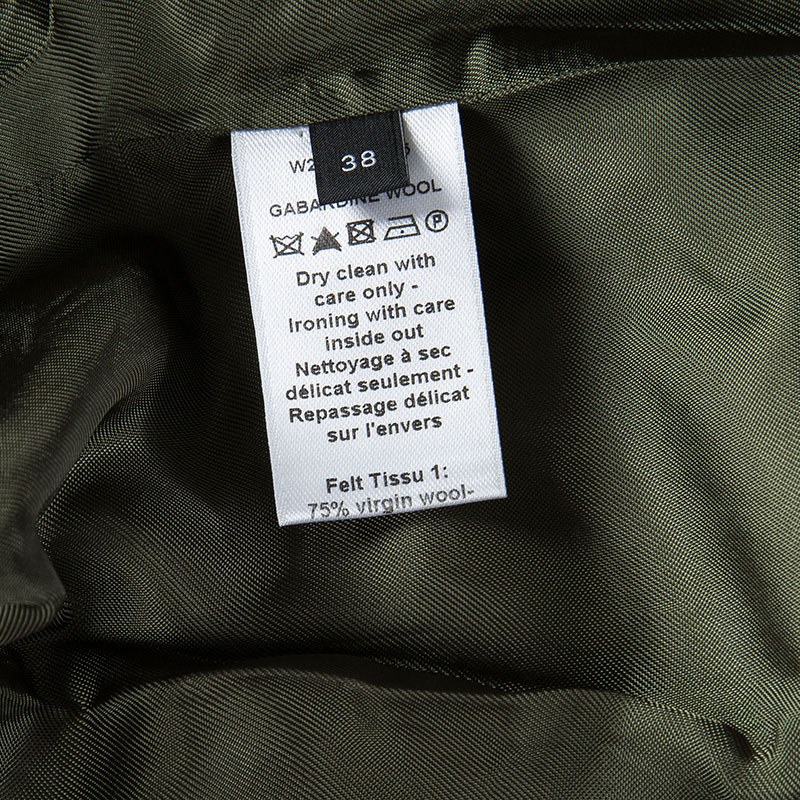 38
GABARDINE WOOL
P
Dry clean with
care only -
Ironing with care
inside out
Nettoyage à sec
délicat seulement -
Repassage délicat
sur l'envers
Felt Tissu 1:
75% virgin wool-